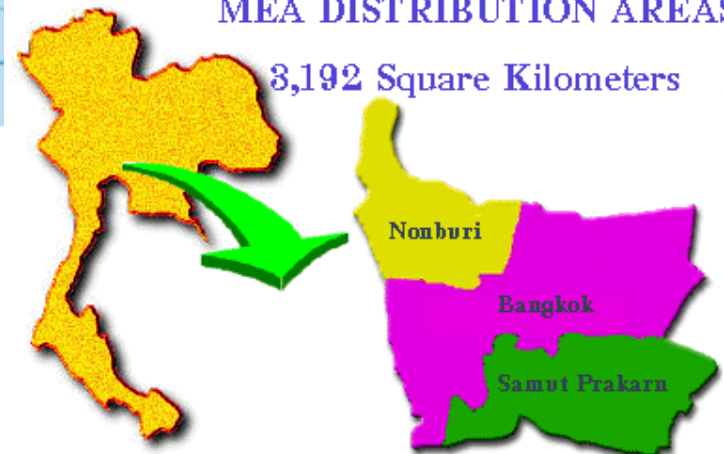 MEA DISTRIBUTION AREAS
3,192 Square Kilometers
Nonburi
Bangkok
Samut Prakarn